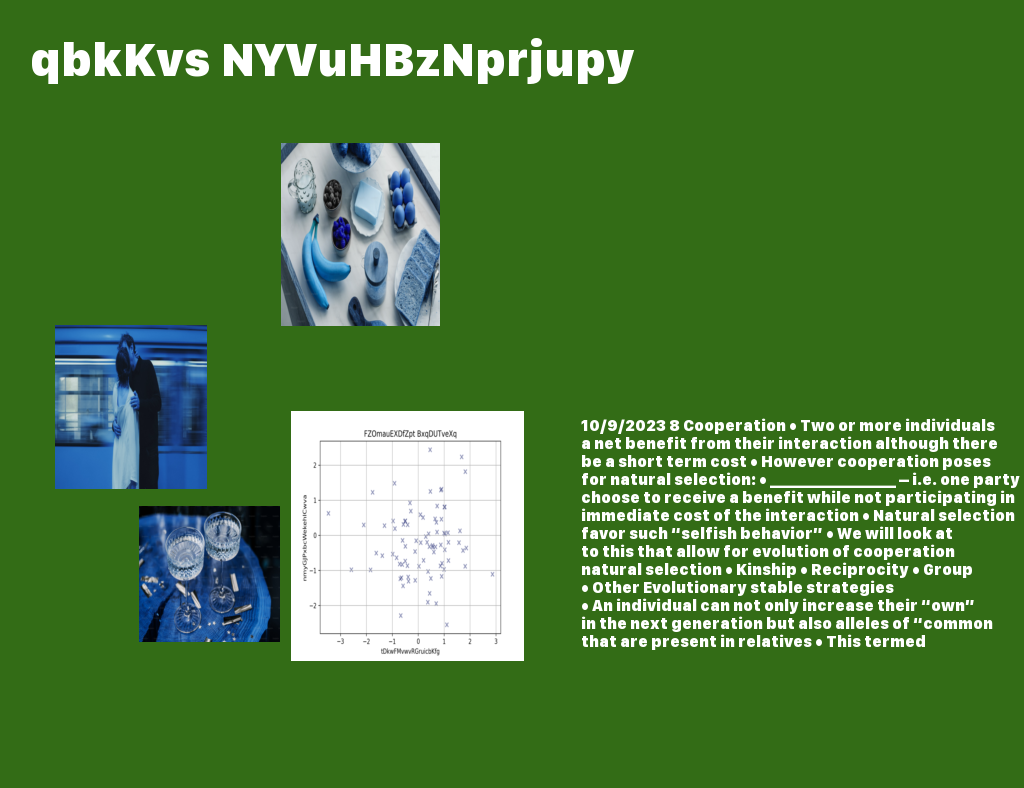 qbkKvs NYVuHBzNprjupy
FZOmauEXDfZpt BxqDUTveXq
2
1
0
−1
−2
−3 −2 −1 0 1 2 3
tDkwFMvwvRGruicbKfg
10/9/2023 8 Cooperation • Two or more individuals
a net benefit from their interaction although there
be a short term cost • However cooperation poses
for natural selection: • ________________ – i.e. one party
choose to receive a benefit while not participating in
immediate cost of the interaction • Natural selection
favor such “selfish behavior” • We will look at
to this that allow for evolution of cooperation
natural selection • Kinship • Reciprocity • Group
• Other Evolutionary stable strategies
• An individual can not only increase their “own”
in the next generation but also alleles of “common
that are present in relatives • This termed